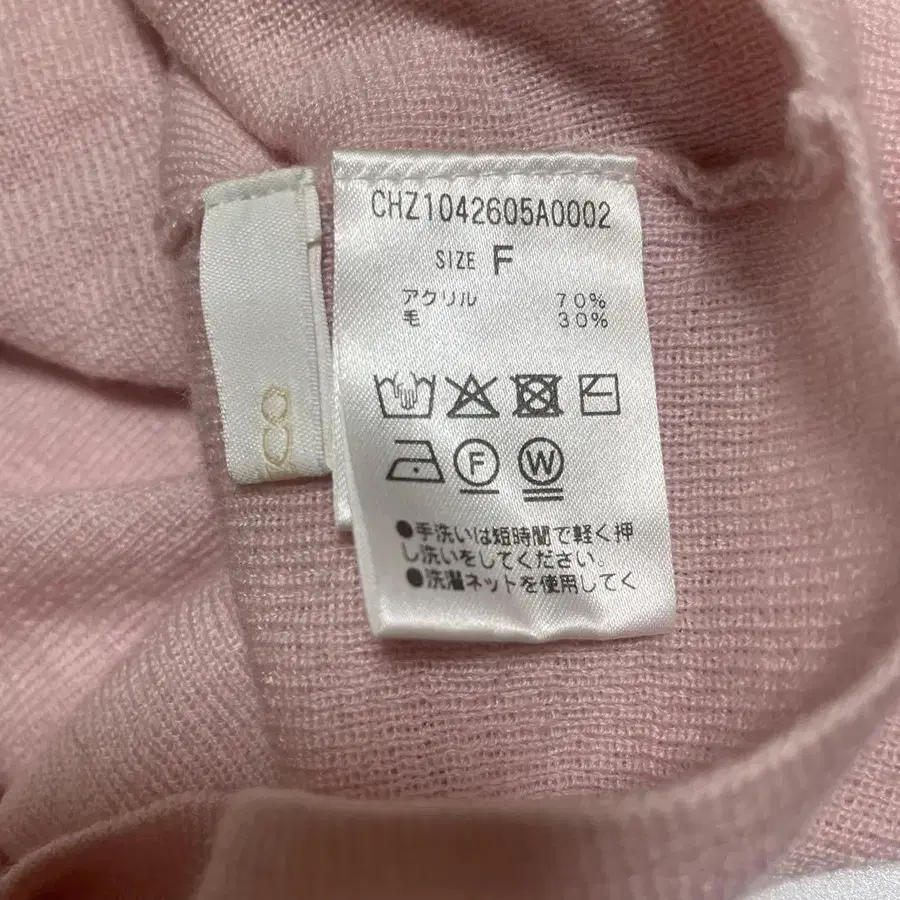 CHZ1042605A0002
SIZE F
アクリル 70%
毛 30%
F W
●手洗いは短時間で軽く押
し洗いをしてください。
●洗濯ネットを使用してく